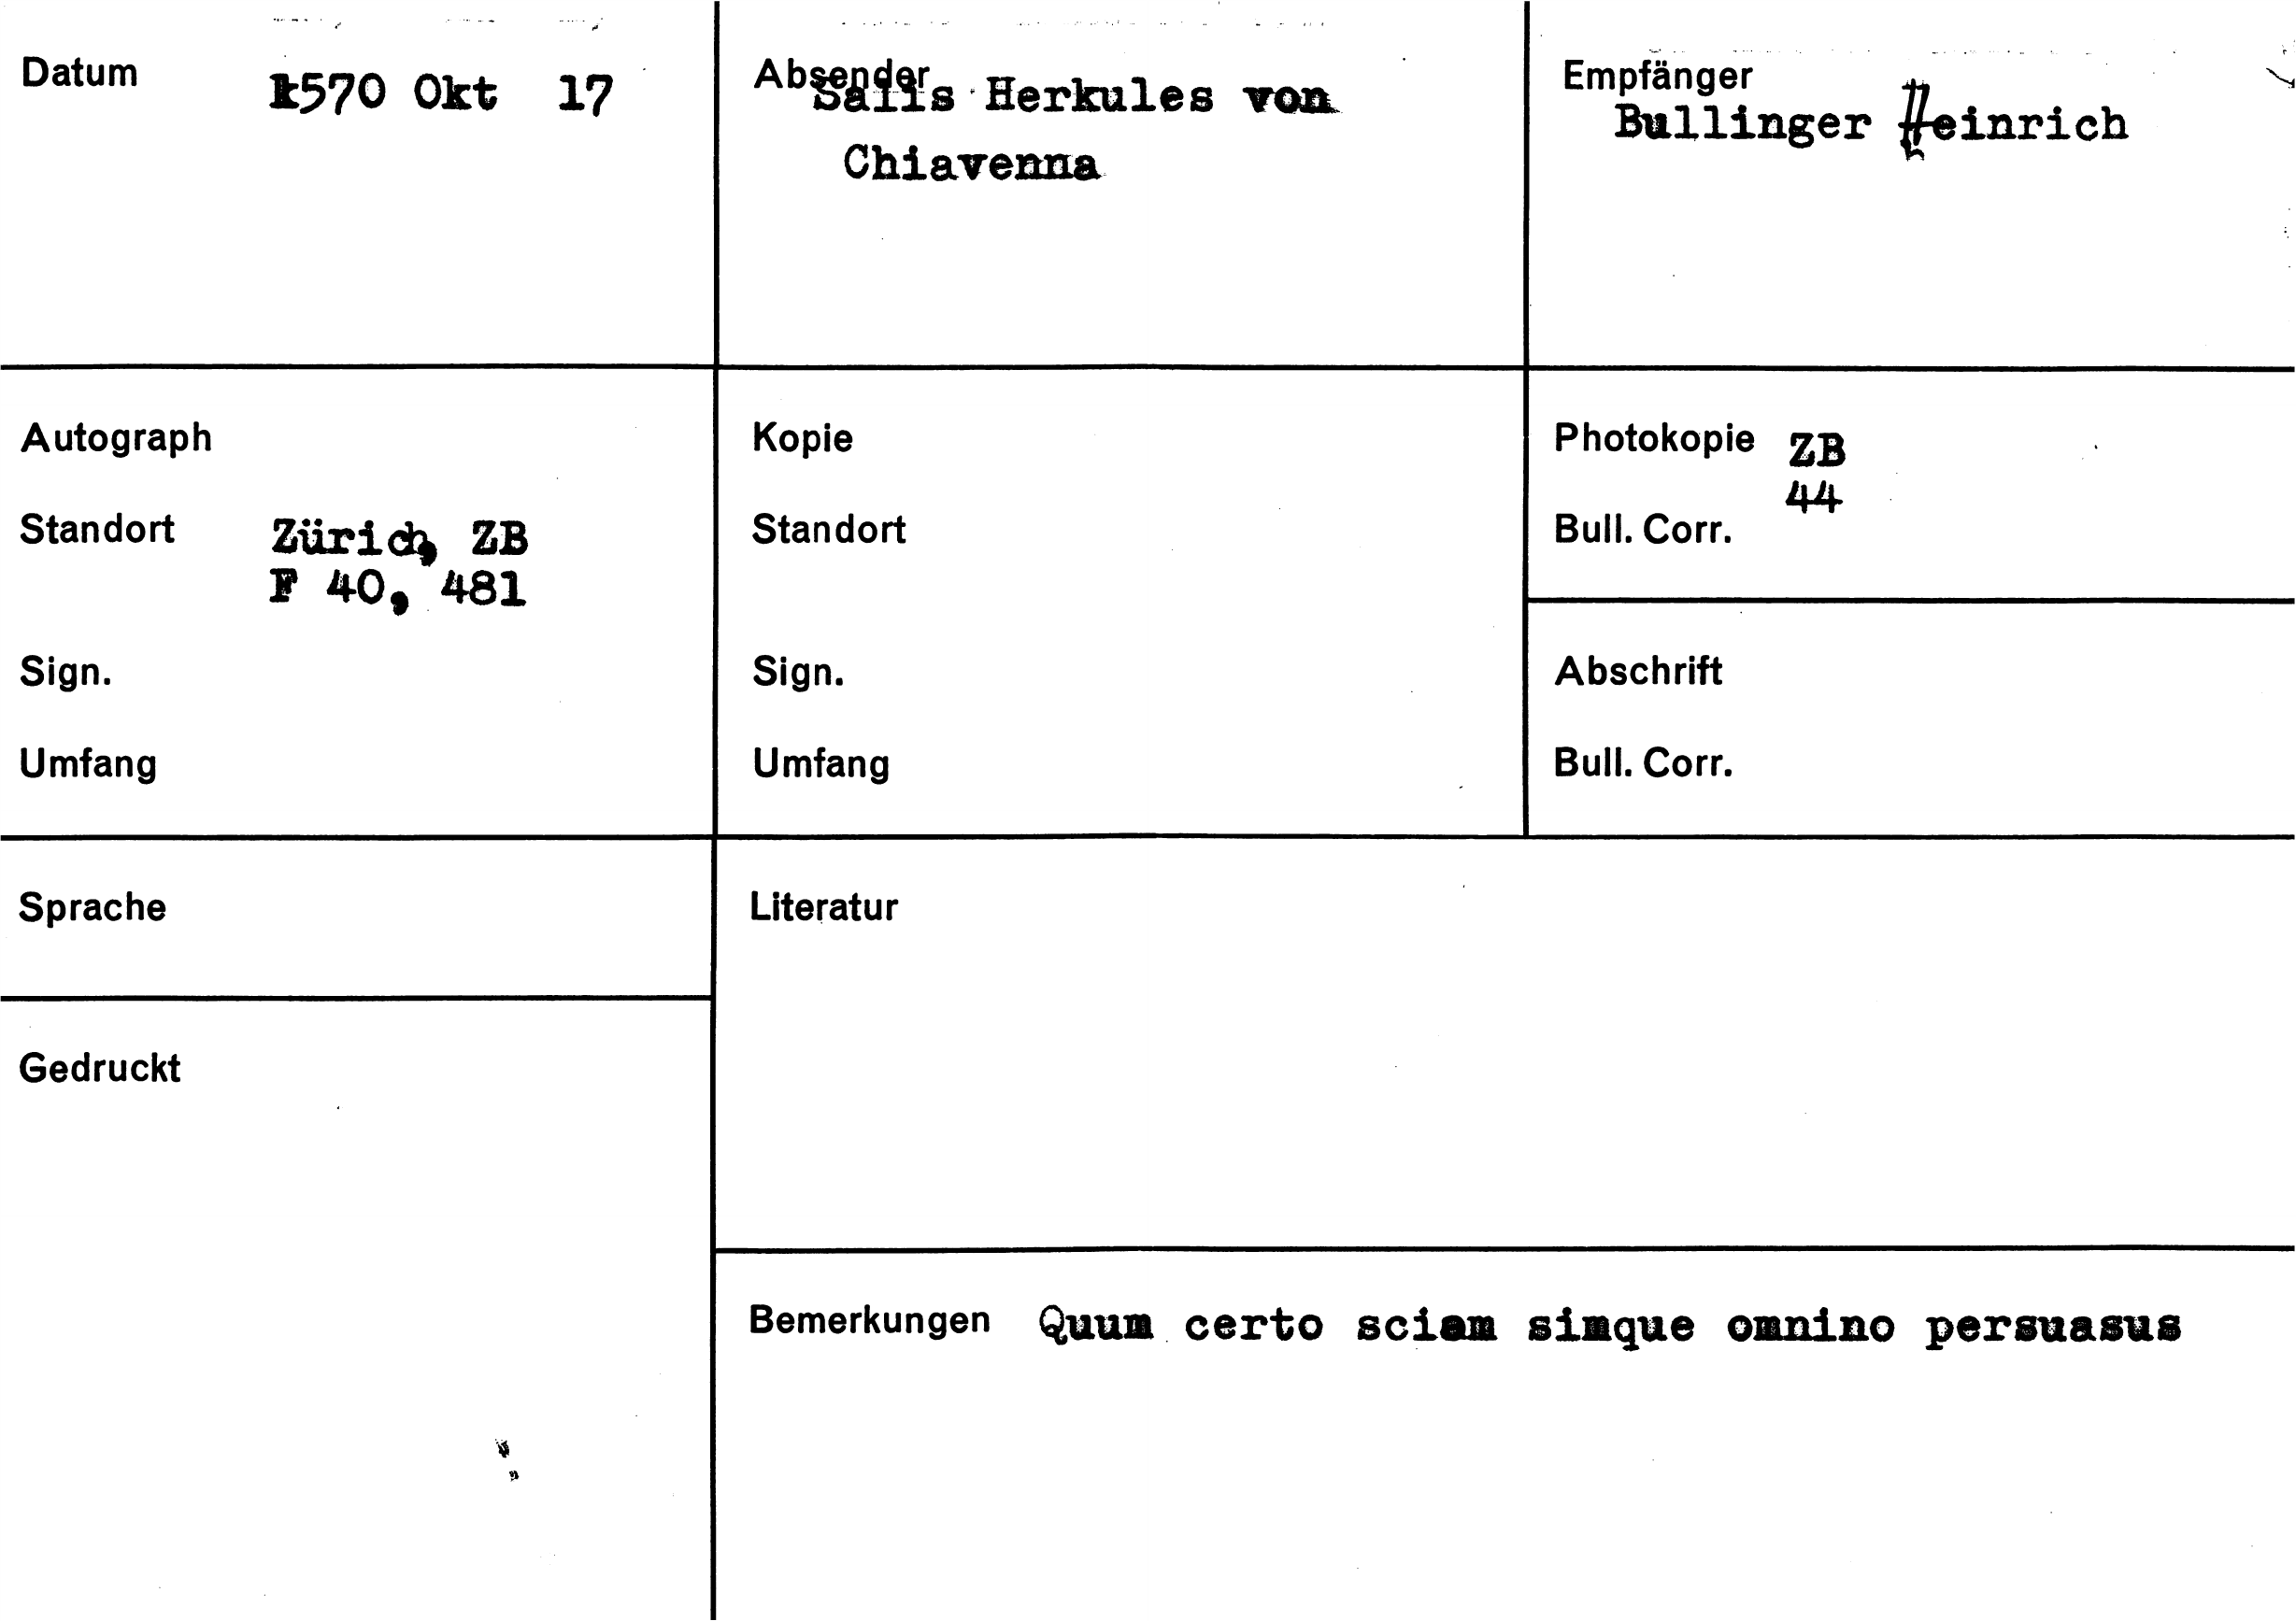 Datum 1570 Okt 17
Absender Salis Herkules von
Chiavenna
Empfänger
Bullinger Heinrich
Autograph
Standort Zürich, ZB
F 40, 481
Sign.
Umfang
Kopie
Standort
Sign.
Umfang
Photokopie ZB
44
Bull. Corr.
Abschrift
Bull. Corr.
Sprache
Literatur
Gedruckt
Bemerkungen Quum certo sciam simque omnino persuasus